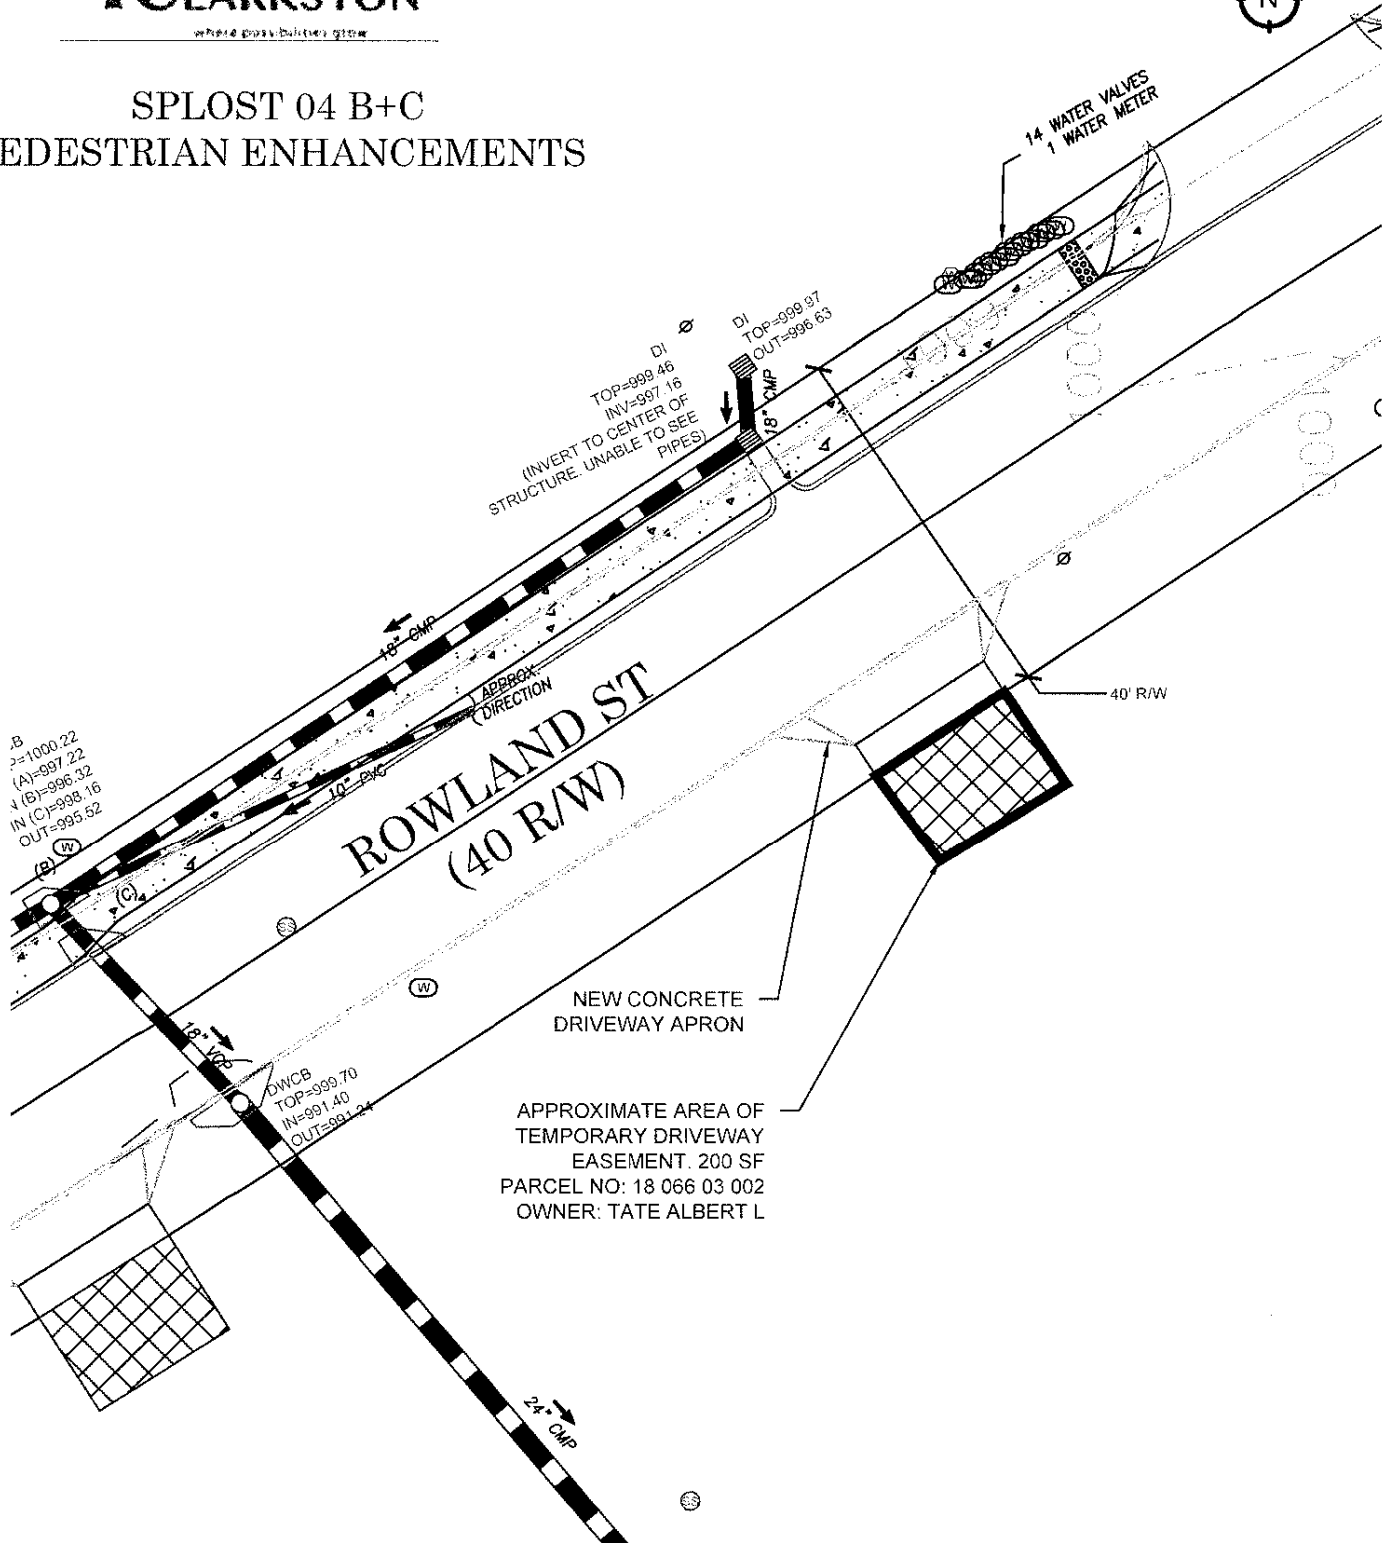 CLARKSTON
where possibilities grow
N
SPLOST 04 B+C
EDESTRIAN ENHANCEMENTS
14 WATER VALVES
1 WATER METER
DI
TOP=999.97
OUT=996.63
DI
TOP=999.46
INV=997.16
(INVERT TO CENTER OF
STRUCTURE. UNABLE TO SEE
PIPES)
18" CMP
1000
1000
18" CMP
APPROX.
DIRECTION
10" PVC
40' R/W
ROWLAND ST
(40 R/W)
.B
P=1000.22
(A)=997.22
N (B)=996.32
IN (C)=998.16
OUT=995.52
W
(B)
(C)
SS
W
NEW CONCRETE
DRIVEWAY APRON
18" VCP
DWCB
TOP=999.70
IN=991.40
OUT=991.24
APPROXIMATE AREA OF
TEMPORARY DRIVEWAY
EASEMENT. 200 SF
PARCEL NO: 18 066 03 002
OWNER: TATE ALBERT L
24" CMP
SS